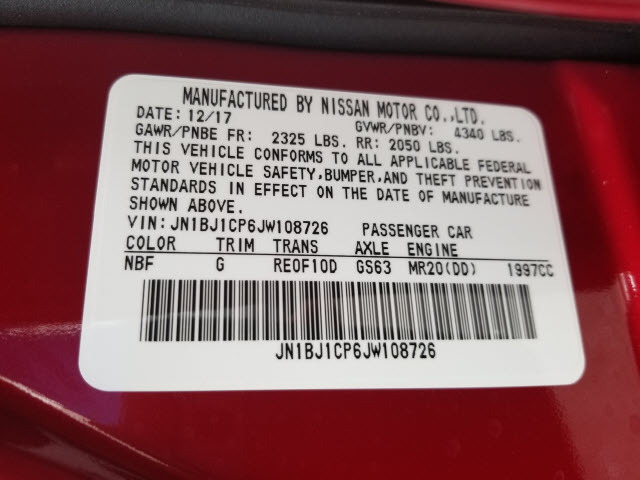 MANUFACTURED BY NISSAN MOTOR CO.,LTD.
DATE: 12/17 GVWR/PNBV: 4340 LBS.
GAWR/PNBE FR: 2325 LBS. RR: 2050 LBS.
THIS VEHICLE CONFORMS TO ALL APPLICABLE FEDERAL
MOTOR VEHICLE SAFETY,BUMPER,AND THEFT PREVENTION
STANDARDS IN EFFECT ON THE DATE OF MANUFACTURE
SHOWN ABOVE.
VIN:JN1BJ1CP6JW108726 PASSENGER CAR
COLOR TRIM TRANS AXLE ENGINE
NBF G RE0F10D GS63 MR20(DD) 1997CC
JN1BJ1CP6JW108726